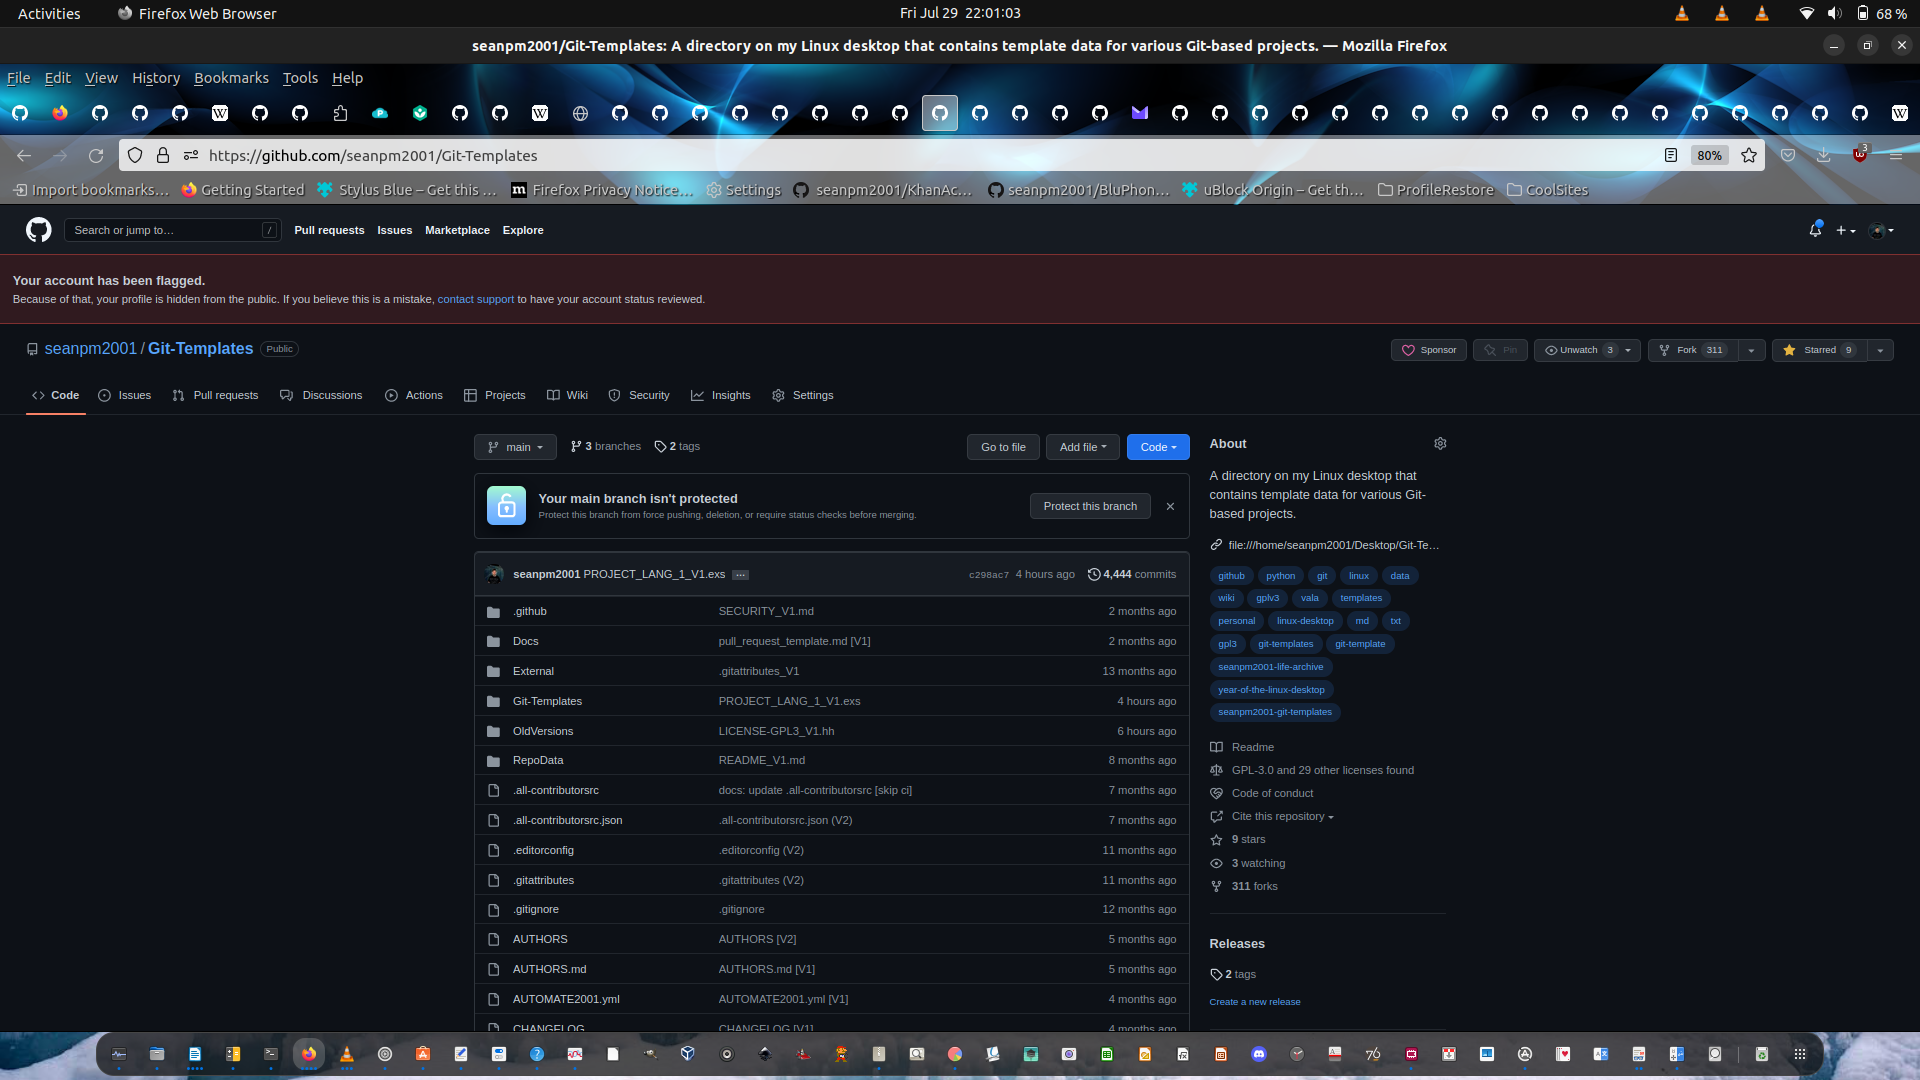 Activities Firefox Web Browser Fri Jul 29 22:01:03 68 %
seanpm2001/Git-Templates: A directory on my Linux desktop that contains template data for various Git-based projects. — Mozilla Firefox
File Edit View History Bookmarks Tools Help
https://github.com/seanpm2001/Git-Templates 80% 3
Import bookmarks… Getting Started Stylus Blue – Get this … Firefox Privacy Notice… Settings seanpm2001/KhanAc… seanpm2001/BluPhon… uBlock Origin – Get th… ProfileRestore CoolSites
Search or jump to… / Pull requests Issues Marketplace Explore
Your account has been flagged.
Because of that, your profile is hidden from the public. If you believe this is a mistake, contact support to have your account status reviewed.
seanpm2001 / Git-Templates Public Sponsor Pin Unwatch 3 Fork 311 Starred 9
Code Issues Pull requests Discussions Actions Projects Wiki Security Insights Settings
main 3 branches 2 tags Go to file Add file Code
Your main branch isn't protected
Protect this branch from force pushing, deletion, or require status checks before merging.
Protect this branch
seanpm2001 PROJECT_LANG_1_V1.exs … c298ac7 4 hours ago 4,444 commits
.github SECURITY_V1.md 2 months ago
Docs pull_request_template.md [V1] 2 months ago
External .gitattributes_V1 13 months ago
Git-Templates PROJECT_LANG_1_V1.exs 4 hours ago
OldVersions LICENSE-GPL3_V1.hh 6 hours ago
RepoData README_V1.md 8 months ago
.all-contributorsrc docs: update .all-contributorsrc [skip ci] 7 months ago
.all-contributorsrc.json .all-contributorsrc.json (V2) 7 months ago
.editorconfig .editorconfig (V2) 11 months ago
.gitattributes .gitattributes (V2) 11 months ago
.gitignore .gitignore 12 months ago
AUTHORS AUTHORS [V2] 5 months ago
AUTHORS.md AUTHORS.md [V1] 5 months ago
AUTOMATE2001.yml AUTOMATE2001.yml [V1] 4 months ago
CHANGELOG CHANGELOG [V1] 4 months ago
About
A directory on my Linux desktop that
contains template data for various Git-
based projects.
file:///home/seanpm2001/Desktop/Git-Te…
github python git linux data
wiki gplv3 vala templates
personal linux-desktop md txt
gpl3 git-templates git-template
seanpm2001-life-archive
year-of-the-linux-desktop
seanpm2001-git-templates
Readme
GPL-3.0 and 29 other licenses found
Code of conduct
Cite this repository
9 stars
3 watching
311 forks
Releases
2 tags
Create a new release